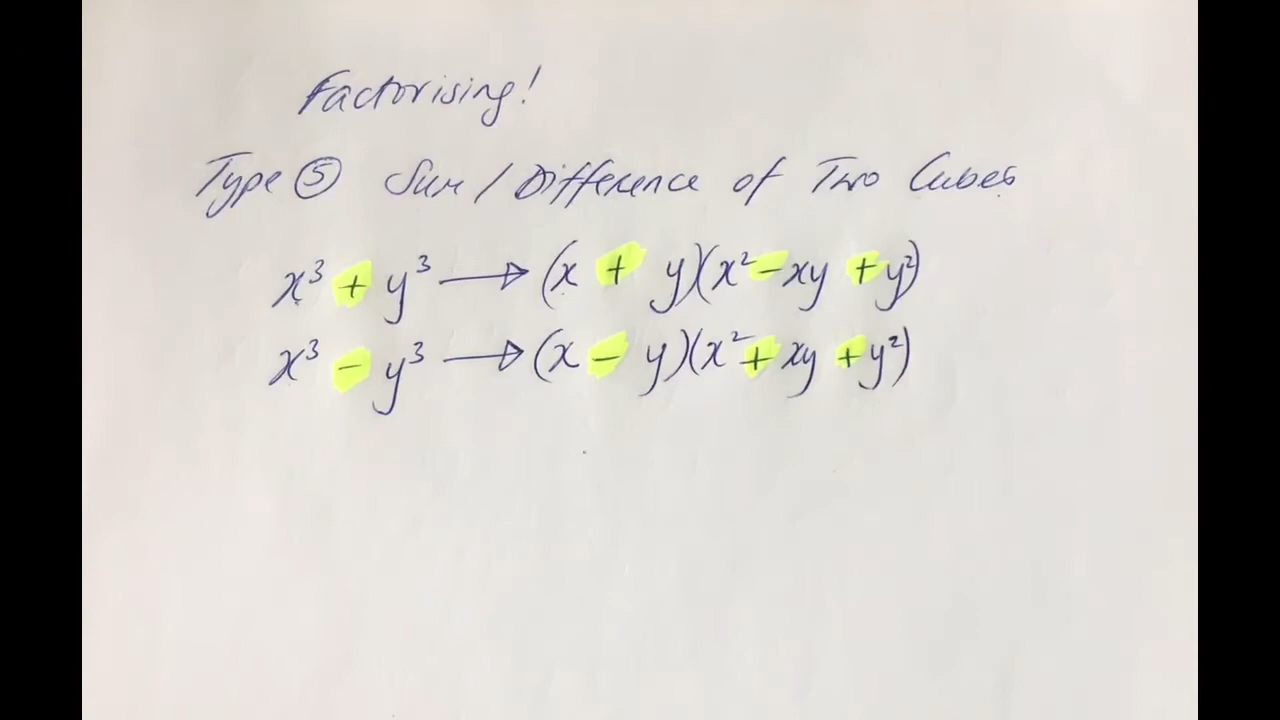 Factorising!
Type ⑤ Sum / Difference of Two Cubes
x³ + y³ → (x + y)(x² - xy + y²)
x³ - y³ → (x - y)(x² + xy + y²)